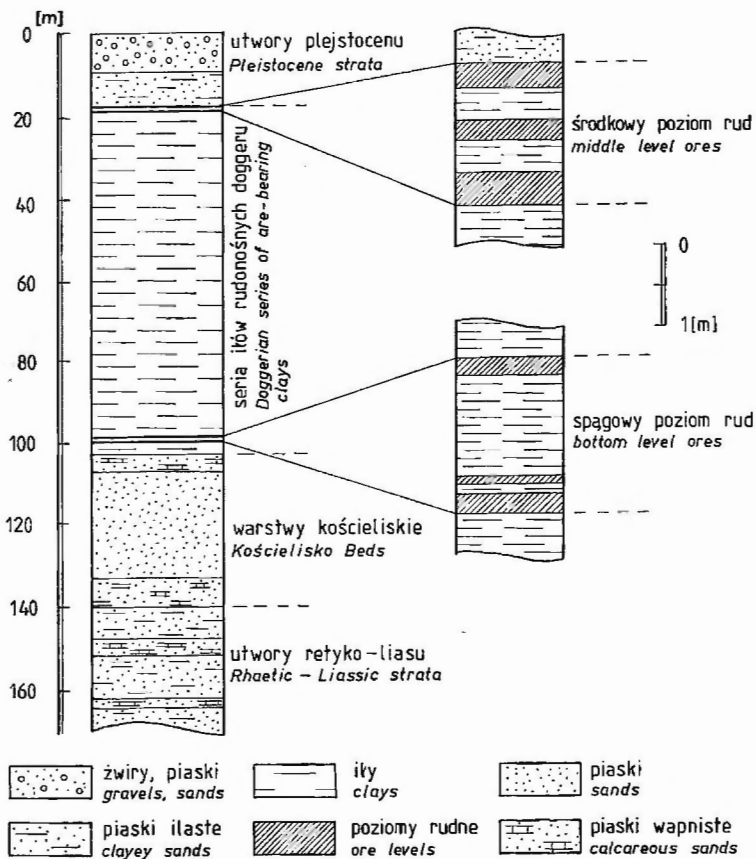 [m]
0
20
40
60
80
100
120
140
160
utwory plejstocenu
Pleistocene strata
seria iłów rudonośnych doggeru
Doggerian series of ore-bearing
clays
warstwy kościeliskie
Kościelisko Beds
utwory retyko-liasu
Rhaetic - Liassic strata
środkowy poziom rud
middle level ores
0
1[m]
spągowy poziom rud
bottom level ores
żwiry, piaski
gravels, sands
iły
clays
piaski
sands
piaski ilaste
clayey sands
poziomy rudne
ore levels
piaski wapniste
calcareous sands